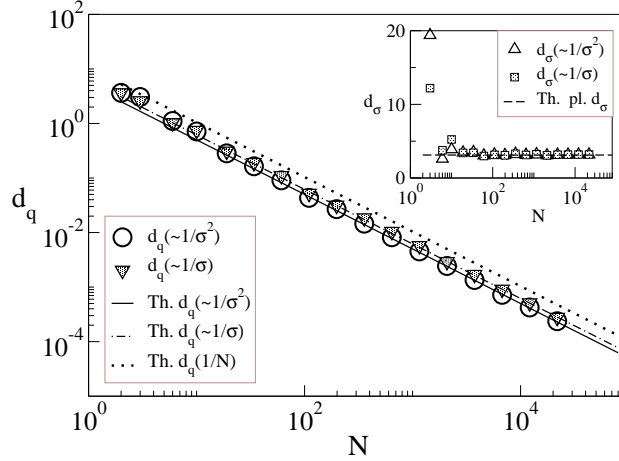 10^2
10^0
10^-2
10^-4
d_q
10^0
10^2
10^4
N
d_q(~1/σ^2)
d_q(~1/σ)
Th. d_q(~1/σ^2)
Th. d_q(~1/σ)
Th. d_q(1/N)
20
10
0
d_σ
10^0
10^2
10^4
N
d_σ(~1/σ^2)
d_σ(~1/σ)
Th. pl. d_σ